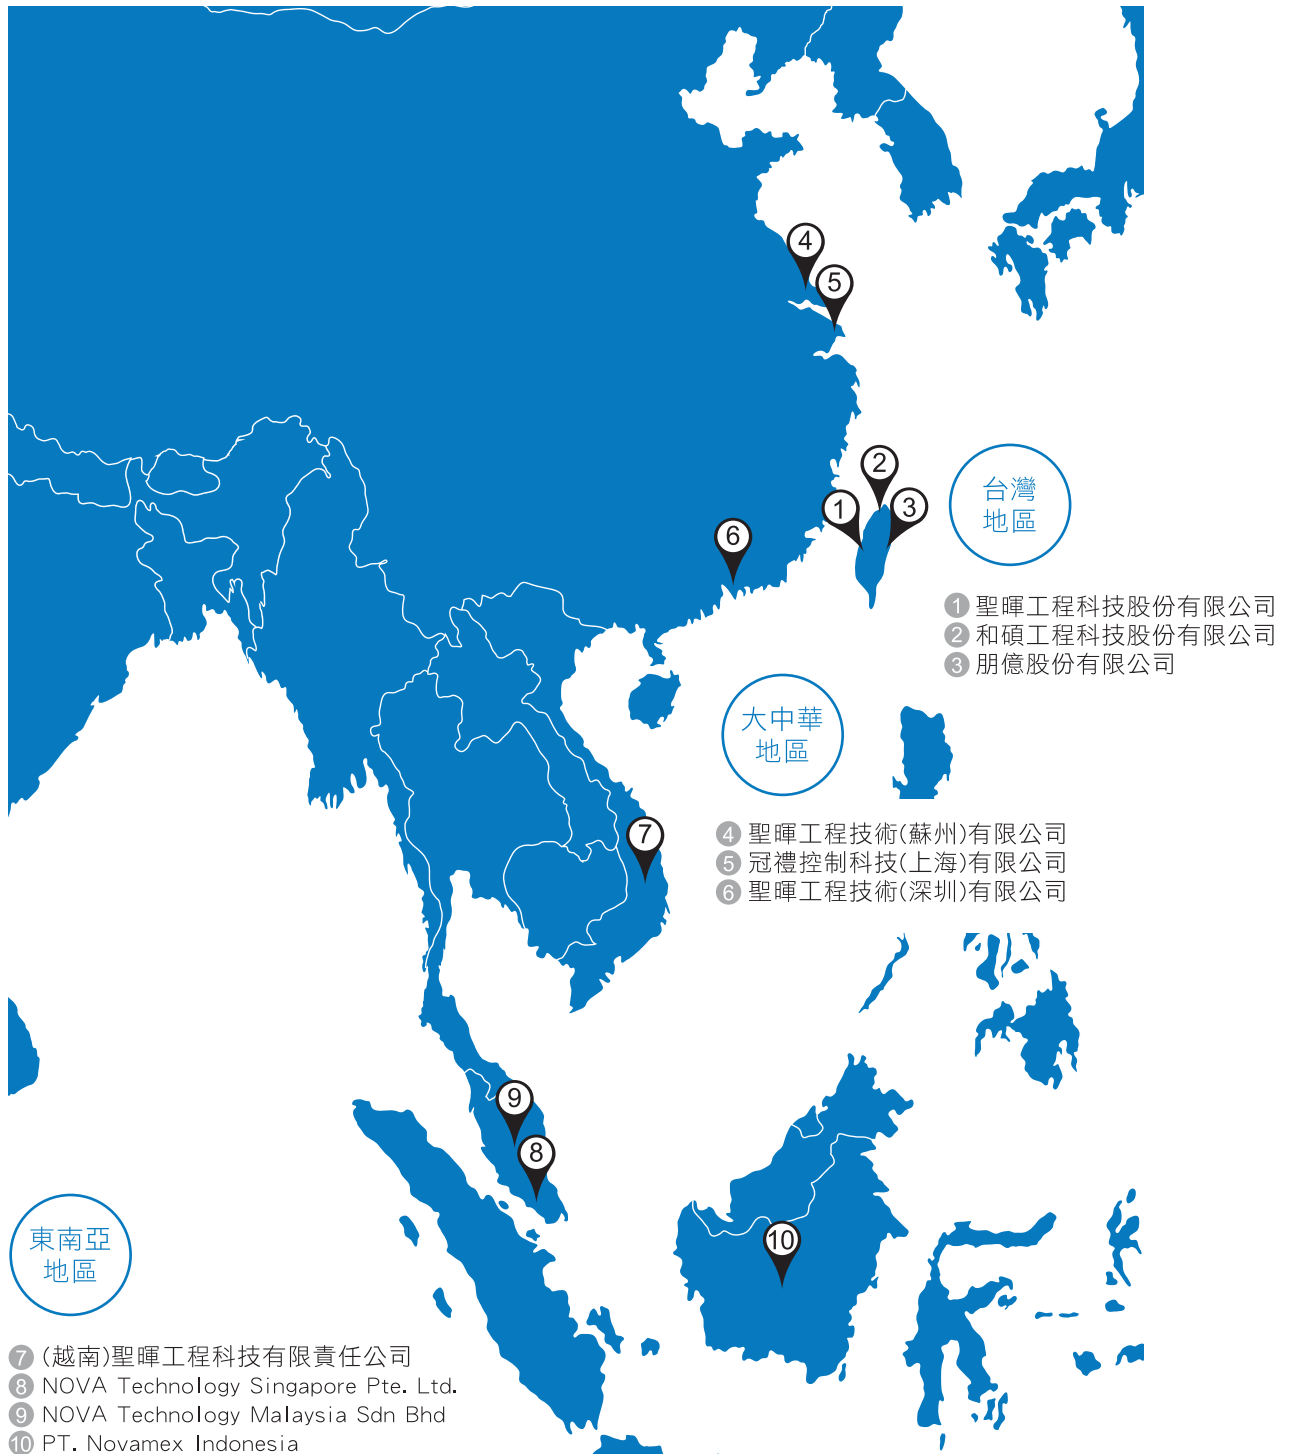 4
5
2
1
3
6
台灣
地區
1 聖暉工程科技股份有限公司
2 和碩工程科技股份有限公司
3 朋億股份有限公司
大中華
地區
4 聖暉工程技術(蘇州)有限公司
5 冠禮控制科技(上海)有限公司
6 聖暉工程技術(深圳)有限公司
7
9
8
10
東南亞
地區
7 (越南)聖暉工程科技有限責任公司
8 NOVA Technology Singapore Pte. Ltd.
9 NOVA Technology Malaysia Sdn Bhd
10 PT. Novamex Indonesia